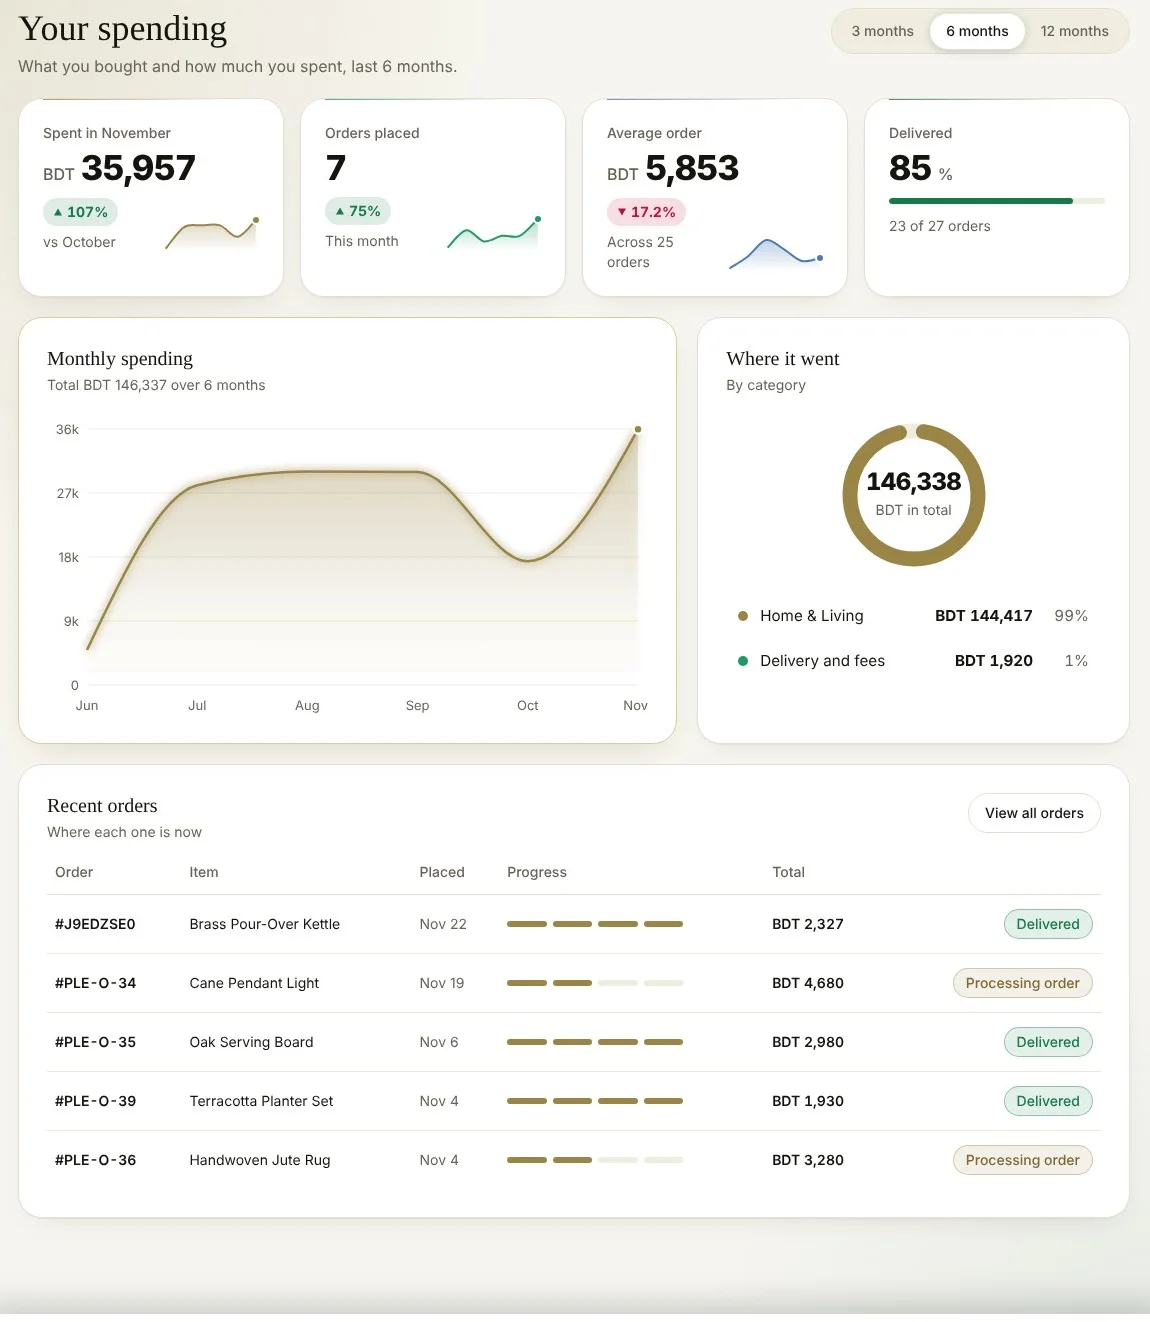 Your spending
What you bought and how much you spent, last 6 months.
3 months 6 months 12 months
Spent in November
BDT 35,957
▲ 107%
vs October
Orders placed
7
▲ 75%
This month
Average order
BDT 5,853
▼ 17.2%
Across 25
orders
Delivered
85 %
23 of 27 orders
Monthly spending
Total BDT 146,337 over 6 months
36k
27k
18k
9k
0
Jun Jul Aug Sep Oct Nov
Where it went
By category
146,338
BDT in total
Home & Living BDT 144,417 99%
Delivery and fees BDT 1,920 1%
Recent orders
Where each one is now
View all orders
Order Item Placed Progress Total
#J9EDZSE0 Brass Pour-Over Kettle Nov 22 BDT 2,327 Delivered
#PLE-O-34 Cane Pendant Light Nov 19 BDT 4,680 Processing order
#PLE-O-35 Oak Serving Board Nov 6 BDT 2,980 Delivered
#PLE-O-39 Terracotta Planter Set Nov 4 BDT 1,930 Delivered
#PLE-O-36 Handwoven Jute Rug Nov 4 BDT 3,280 Processing order